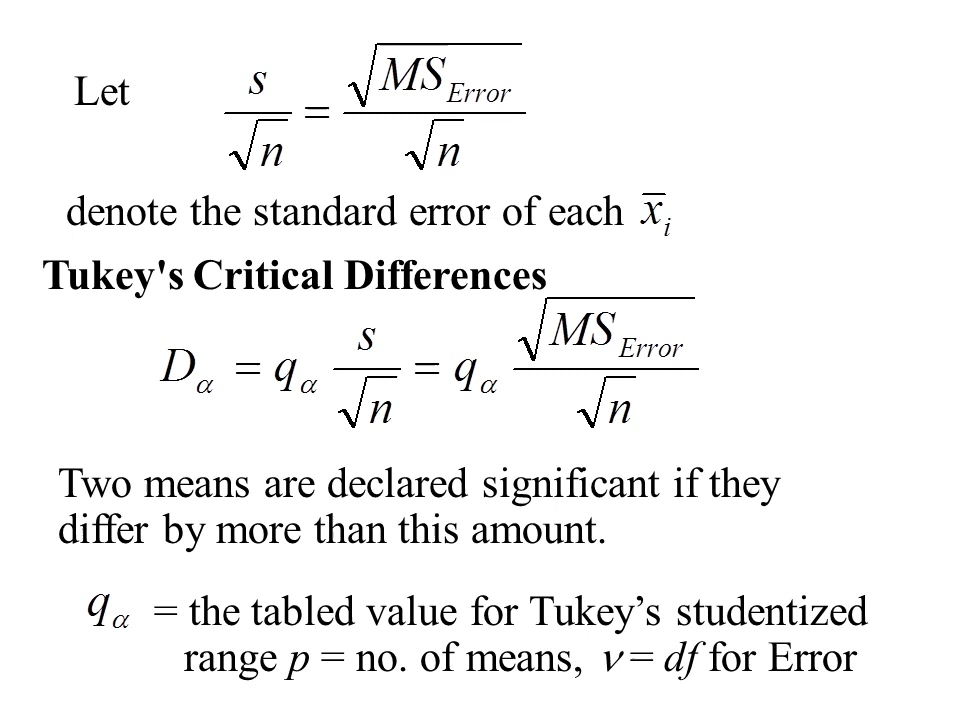 Let s/√n = √MS_Error / √n
denote the standard error of each x̄_i
Tukey's Critical Differences
D_α = q_α s/√n = q_α √MS_Error / √n
Two means are declared significant if they
differ by more than this amount.
q_α = the tabled value for Tukey’s studentized
range p = no. of means, ν = df for Error